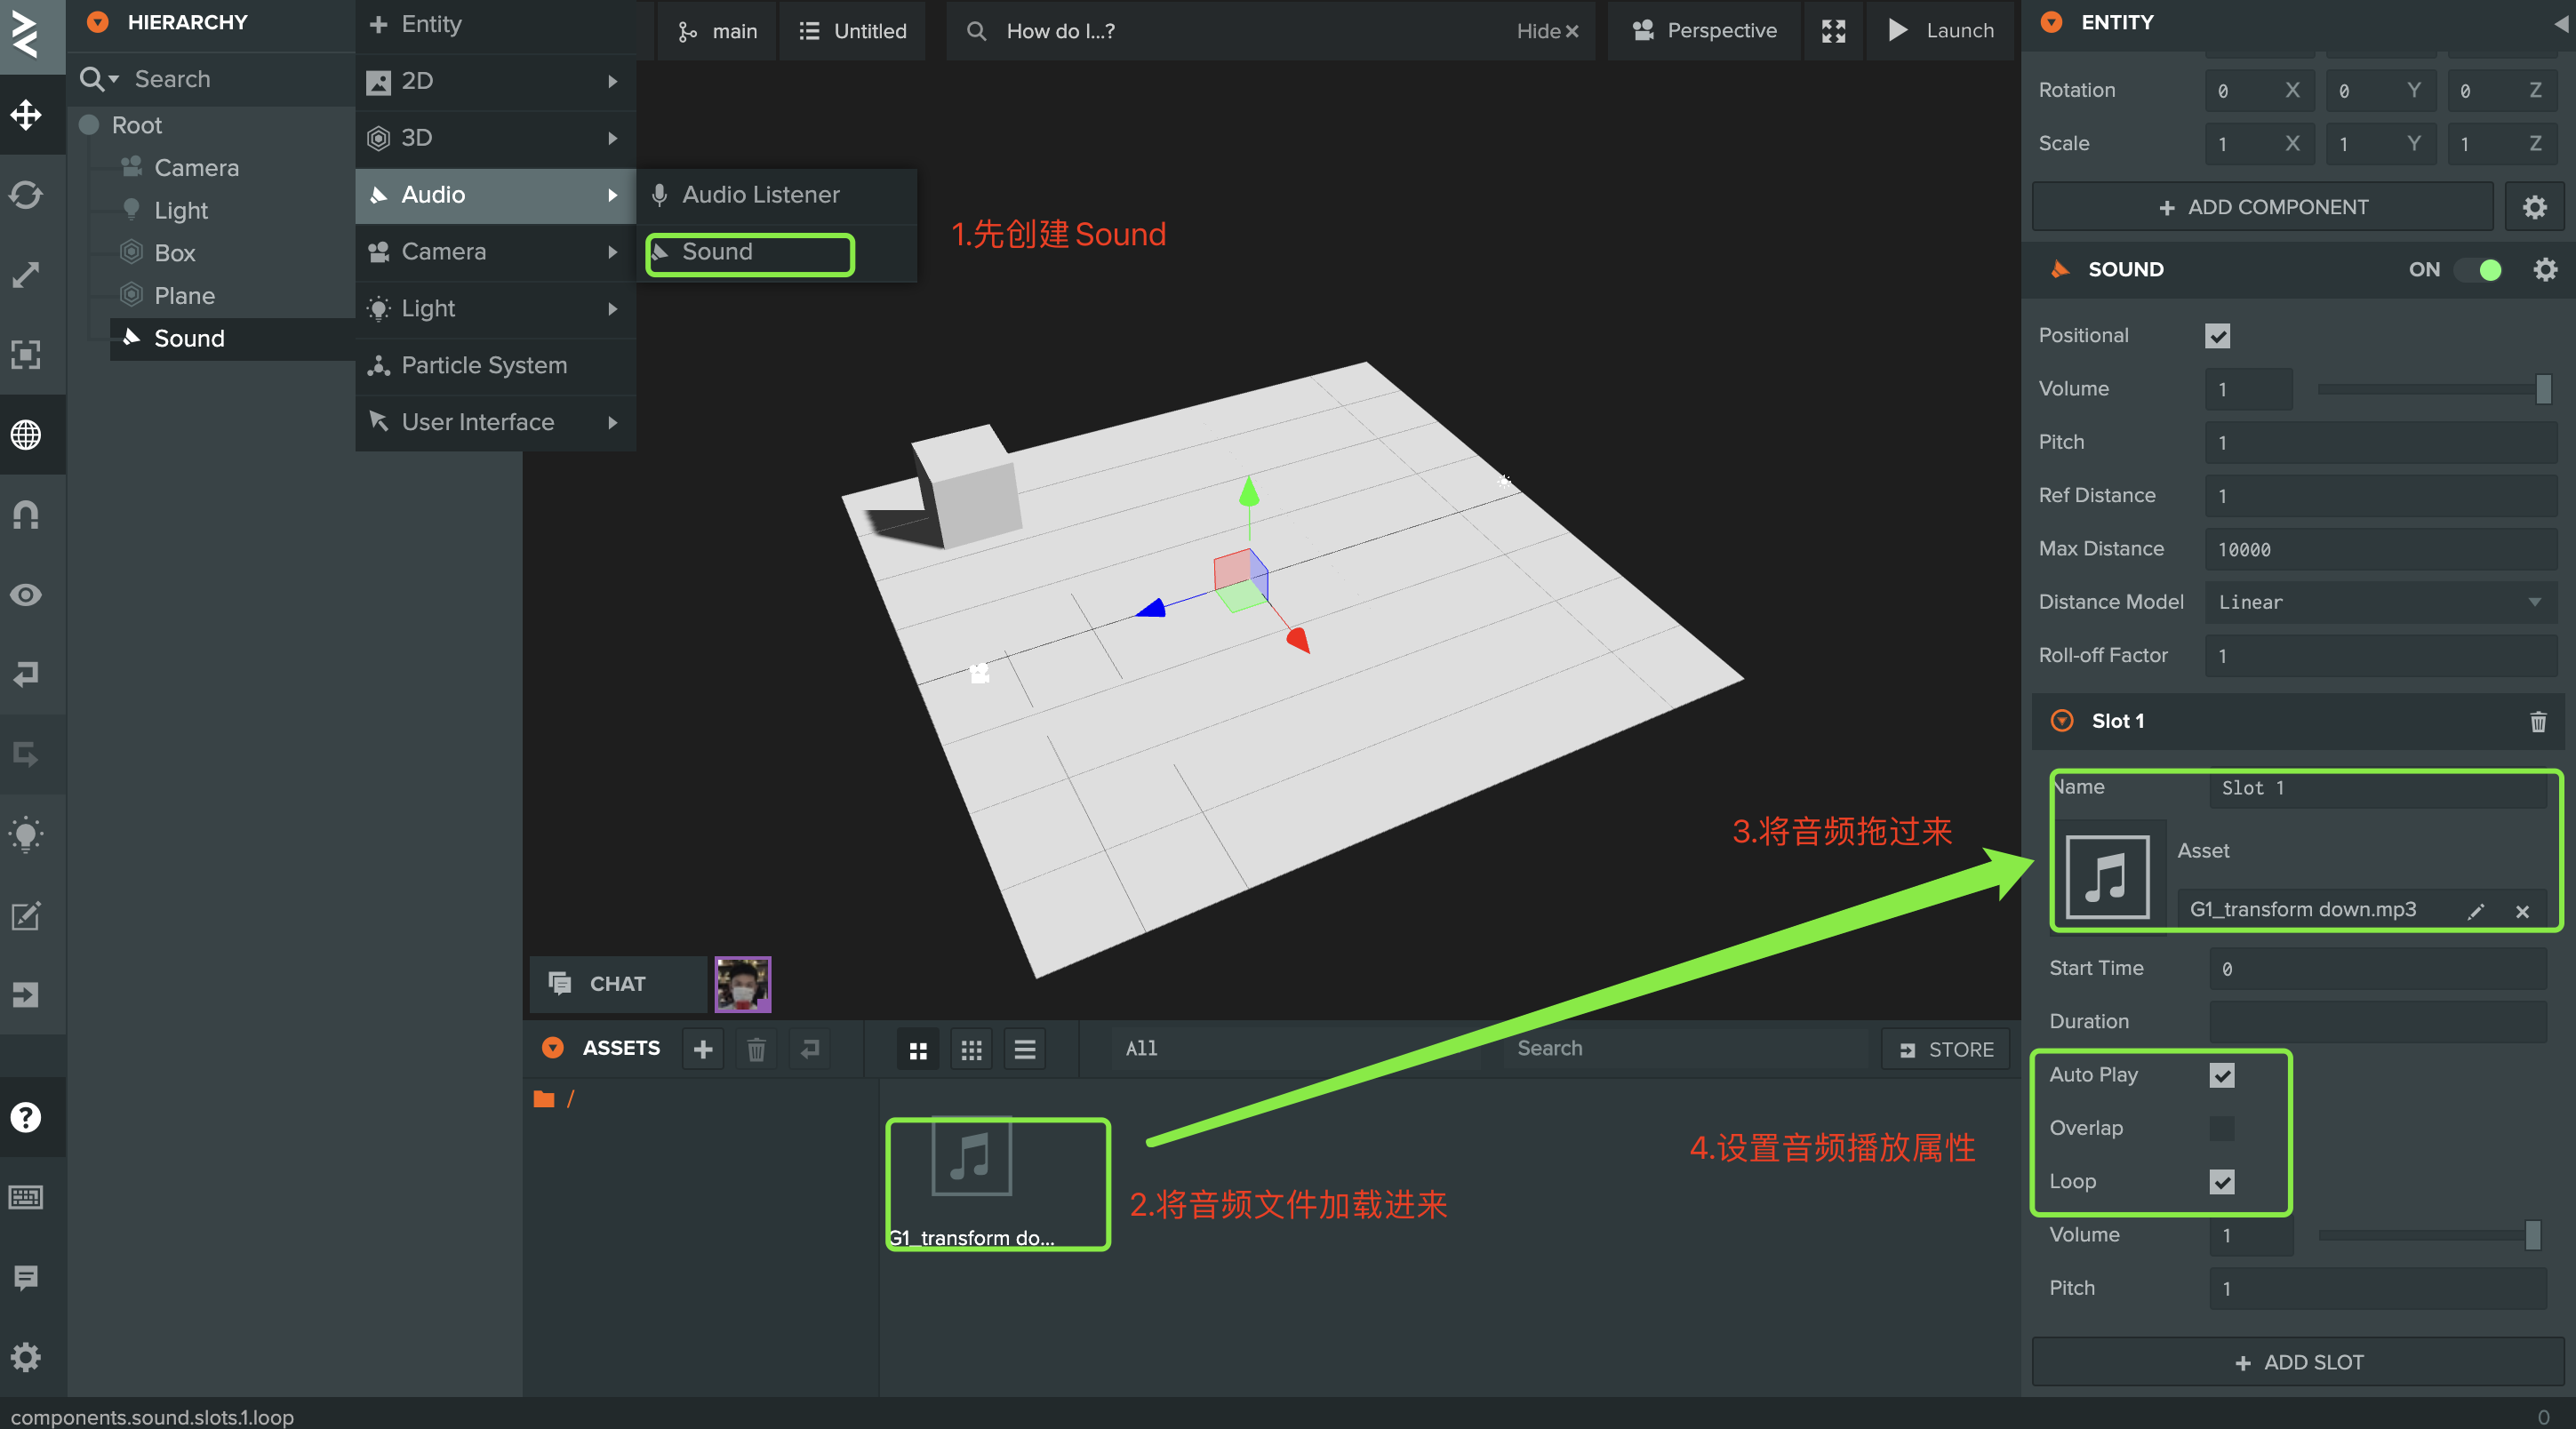 HIERARCHY
Search
Root
Camera
Light
Box
Plane
Sound
Entity
2D
3D
Audio
Camera
Light
Particle System
User Interface
Audio Listener
Sound
main
Untitled
How do I...?
Hide
Perspective
Launch
1.先创建 Sound
3.将音频拖过来
CHAT
ASSETS
All
Search
STORE
/
G1_transform do...
2.将音频文件加载进来
4.设置音频播放属性
ENTITY
Rotation 0 X 0 Y 0 Z
Scale 1 X 1 Y 1 Z
ADD COMPONENT
SOUND ON
Positional
Volume 1
Pitch 1
Ref Distance 1
Max Distance 10000
Distance Model Linear
Roll-off Factor 1
Slot 1
Name Slot 1
Asset
G1_transform down.mp3
Start Time 0
Duration
Auto Play
Overlap
Loop
Volume 1
Pitch 1
ADD SLOT
components.sound.slots.1.loop
0